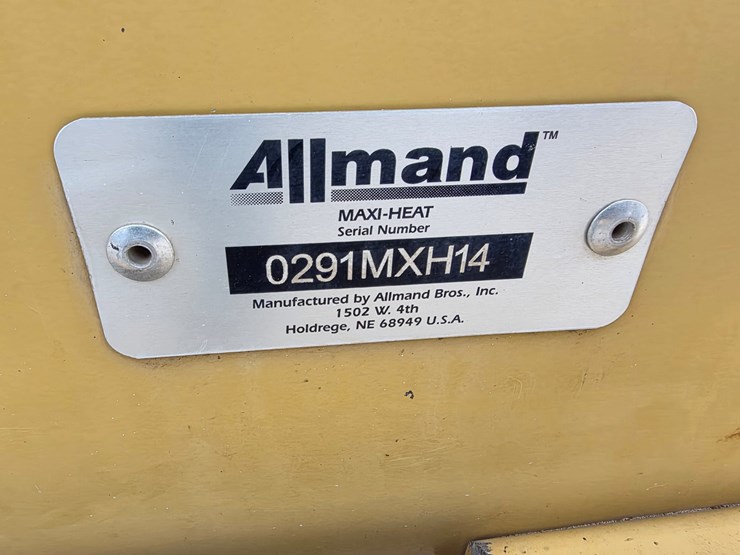 Allmand™
MAXI-HEAT
Serial Number
0291MXH14
Manufactured by Allmand Bros., Inc.
1502 W. 4th
Holdrege, NE 68949 U.S.A.